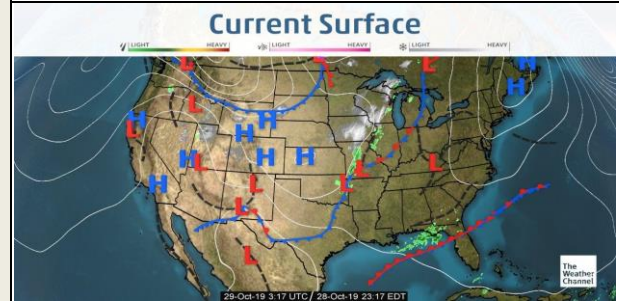 Current Surface
LIGHT HEAVY LIGHT HEAVY LIGHT HEAVY
L L L H
H
H L L H H
H L H H H L L L
H L L
L
The
Weather
Channel
29-Oct-19 3:17 UTC / 28-Oct-19 23:17 EDT